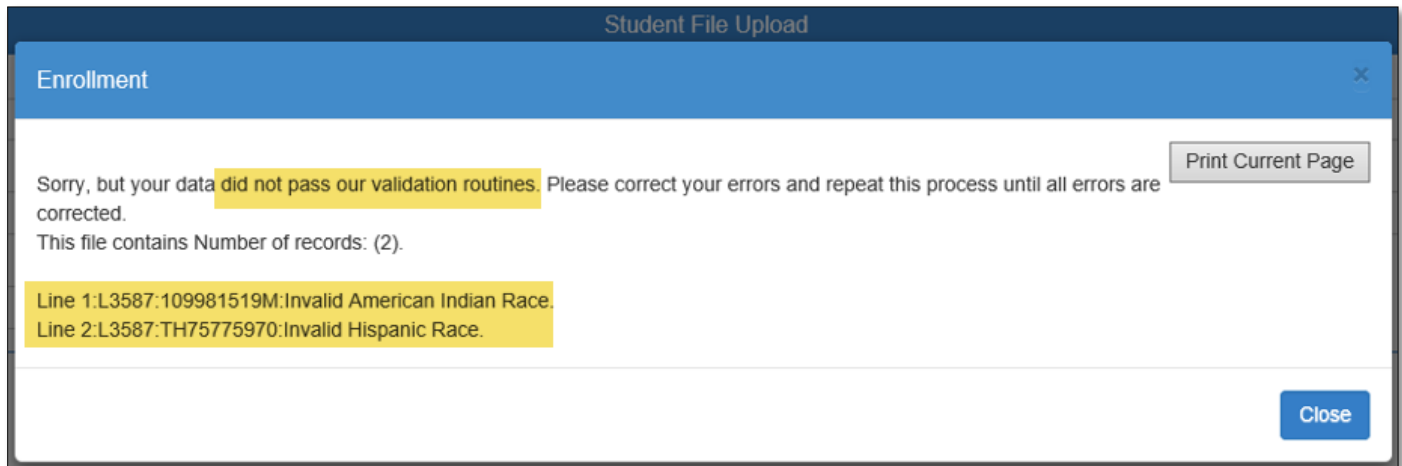 Student File Upload
Enrollment
×
Print Current Page
Sorry, but your data did not pass our validation routines. Please correct your errors and repeat this process until all errors are
corrected.
This file contains Number of records: (2).
Line 1:L3587:109981519M:Invalid American Indian Race.
Line 2:L3587:TH75775970:Invalid Hispanic Race.
Close